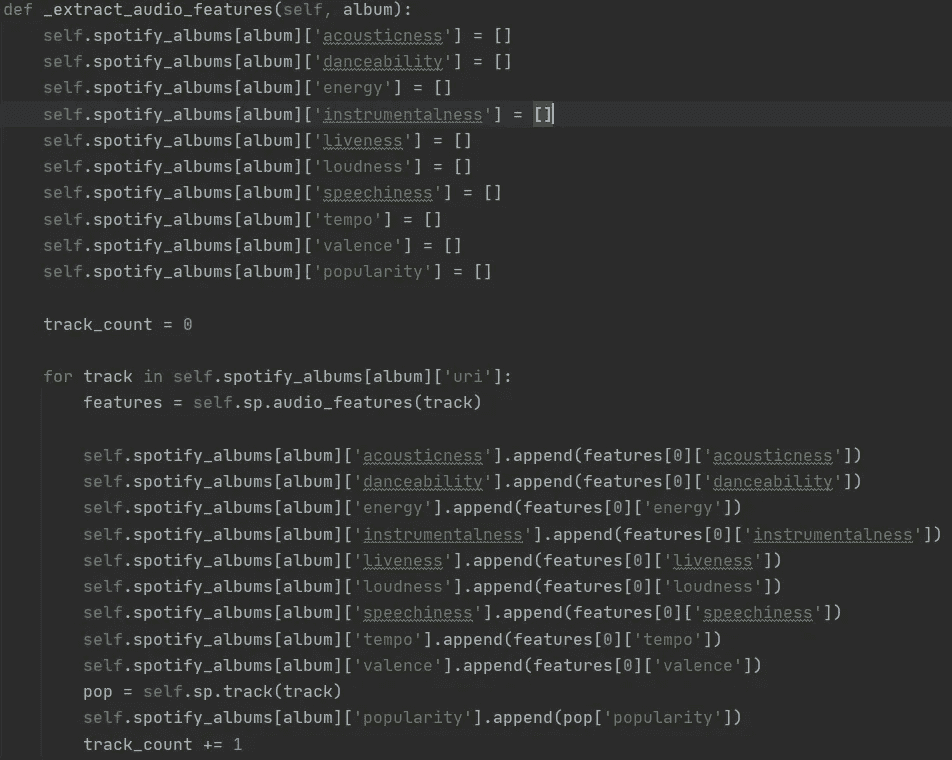 def _extract_audio_features(self, album):
    self.spotify_albums[album]['acousticness'] = []
    self.spotify_albums[album]['danceability'] = []
    self.spotify_albums[album]['energy'] = []
    self.spotify_albums[album]['instrumentalness'] = []
    self.spotify_albums[album]['liveness'] = []
    self.spotify_albums[album]['loudness'] = []
    self.spotify_albums[album]['speechiness'] = []
    self.spotify_albums[album]['tempo'] = []
    self.spotify_albums[album]['valence'] = []
    self.spotify_albums[album]['popularity'] = []

    track_count = 0

    for track in self.spotify_albums[album]['uri']:
        features = self.sp.audio_features(track)

        self.spotify_albums[album]['acousticness'].append(features[0]['acousticness'])
        self.spotify_albums[album]['danceability'].append(features[0]['danceability'])
        self.spotify_albums[album]['energy'].append(features[0]['energy'])
        self.spotify_albums[album]['instrumentalness'].append(features[0]['instrumentalness'])
        self.spotify_albums[album]['liveness'].append(features[0]['liveness'])
        self.spotify_albums[album]['loudness'].append(features[0]['loudness'])
        self.spotify_albums[album]['speechiness'].append(features[0]['speechiness'])
        self.spotify_albums[album]['tempo'].append(features[0]['tempo'])
        self.spotify_albums[album]['valence'].append(features[0]['valence'])
        pop = self.sp.track(track)
        self.spotify_albums[album]['popularity'].append(pop['popularity'])
        track_count += 1